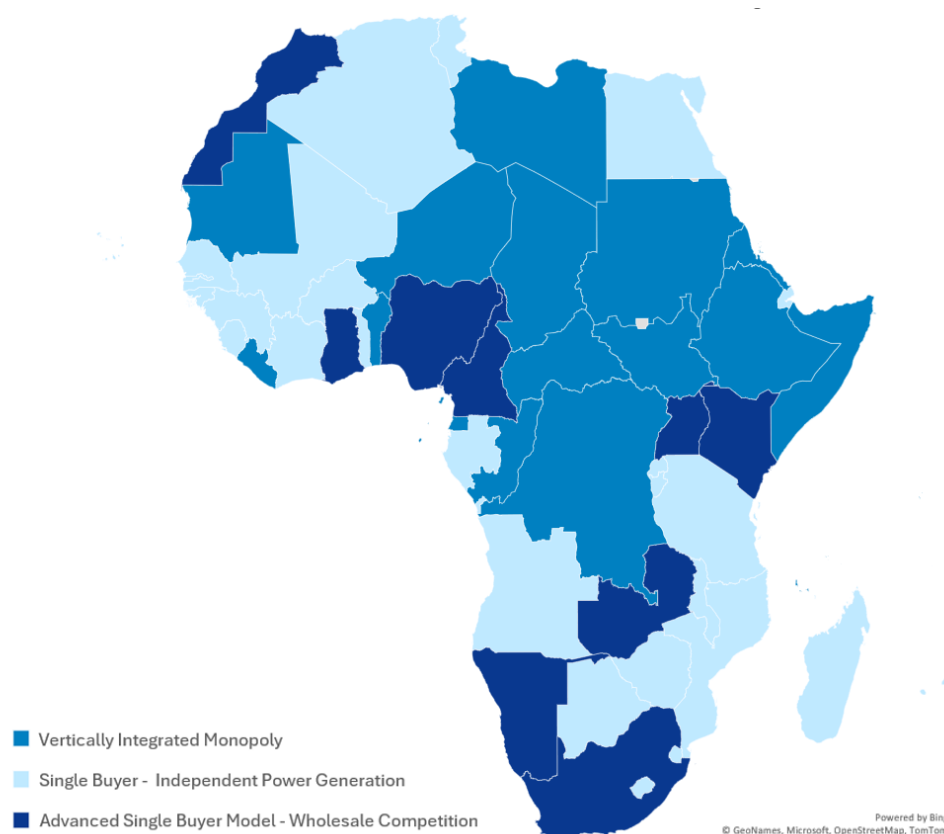 Vertically Integrated Monopoly
Single Buyer - Independent Power Generation
Advanced Single Buyer Model - Wholesale Competition
Powered by Bin
© GeoNames, Microsoft, OpenStreetMap, TomTom